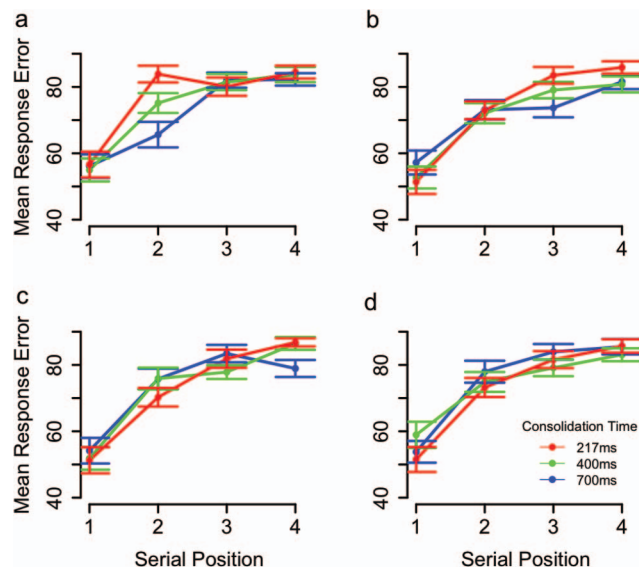 a
b
Mean Response Error
80
60
40
1 2 3 4
80
60
40
1 2 3 4
c
d
Mean Response Error
80
60
40
1 2 3 4
Serial Position
80
60
40
1 2 3 4
Serial Position
Consolidation Time
217ms
400ms
700ms